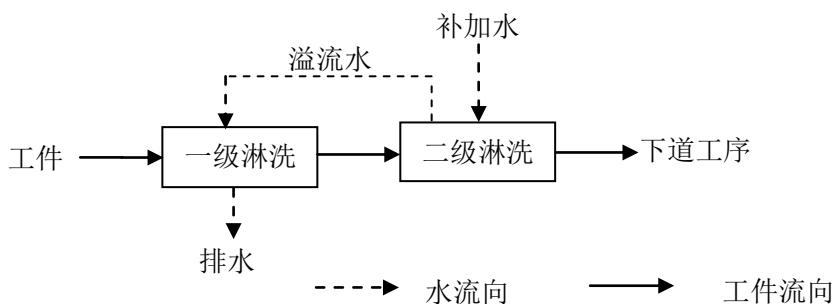 补加水
溢流水
工件
一级淋洗
二级淋洗
下道工序
排水
水流向
工件流向